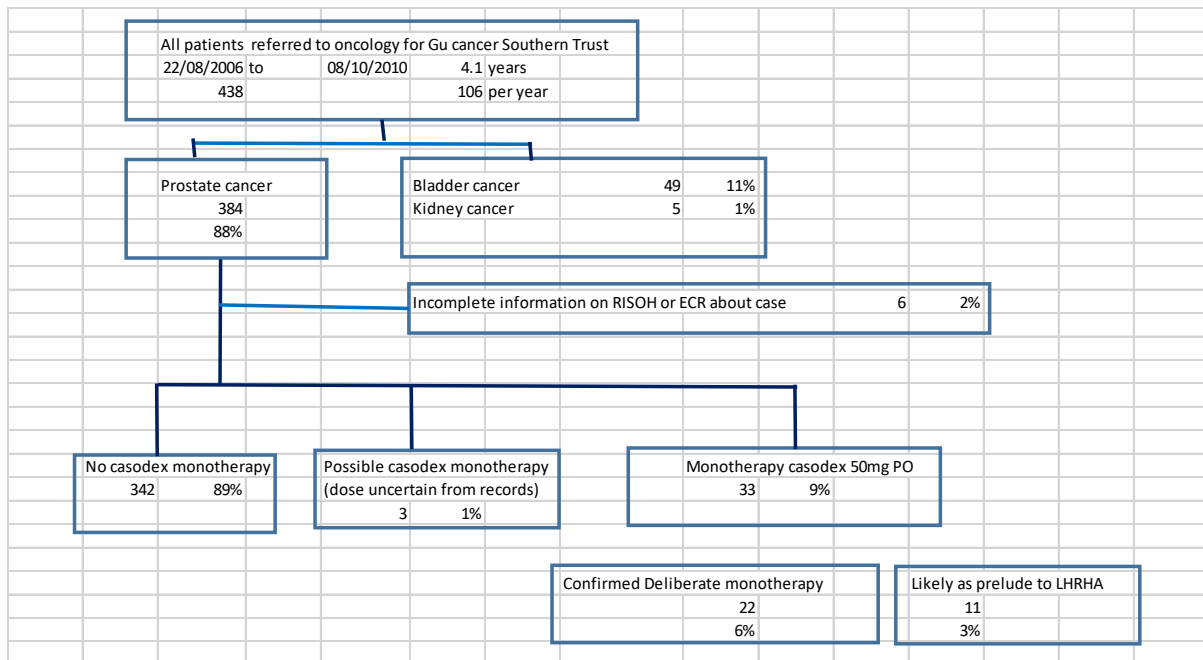 All patients referred to oncology for Gu cancer Southern Trust
22/08/2006 to 08/10/2010 4.1 years
438 106 per year
Prostate cancer
384
88%
Bladder cancer 49 11%
Kidney cancer 5 1%
Incomplete information on RISOH or ECR about case 6 2%
No casodex monotherapy
342 89%
Possible casodex monotherapy
(dose uncertain from records)
3 1%
Monotherapy casodex 50mg PO
33 9%
Confirmed Deliberate monotherapy
22
6%
Likely as prelude to LHRHA
11
3%